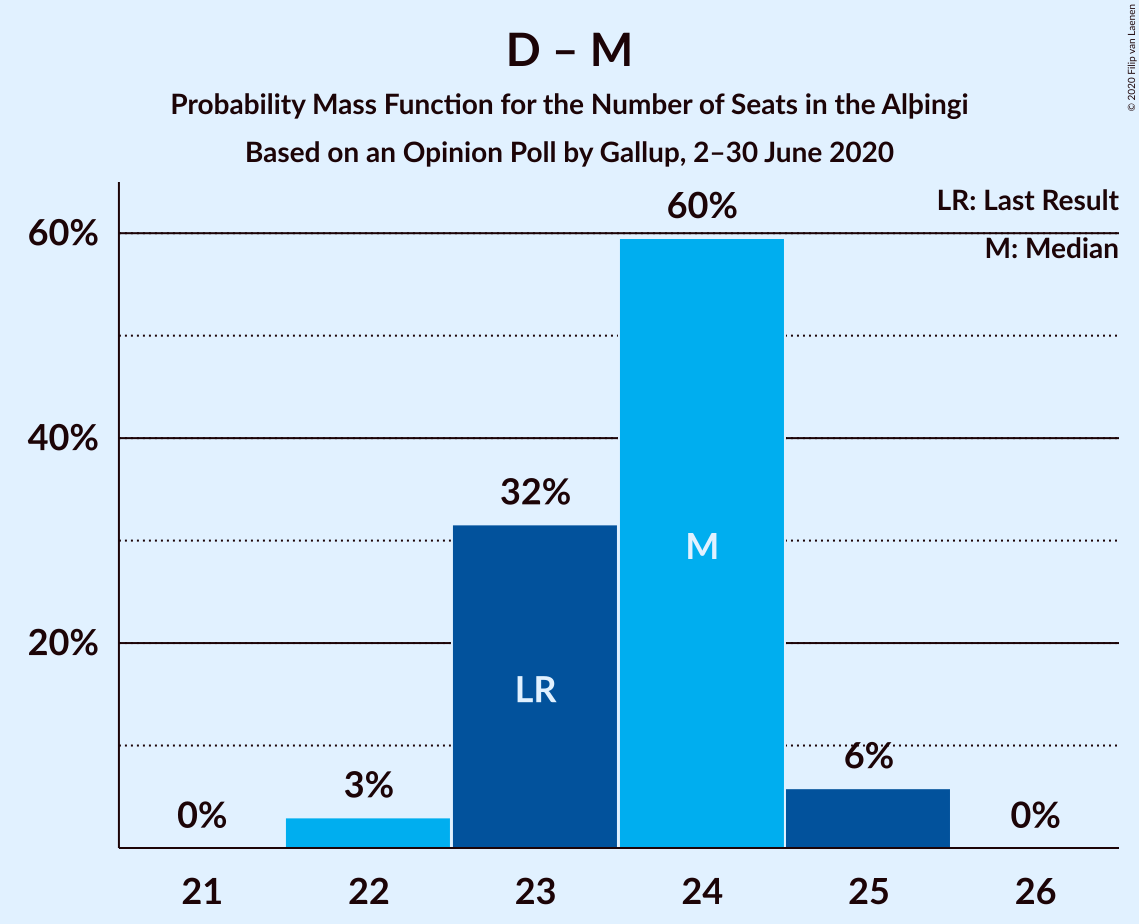 D – M
Probability Mass Function for the Number of Seats in the Alþingi
Based on an Opinion Poll by Gallup, 2–30 June 2020
© 2020 Filip van Laenen
LR: Last Result
M: Median
60%
40%
20%
0%
3%
32%
60%
6%
0%
LR
M
21
22
23
24
25
26